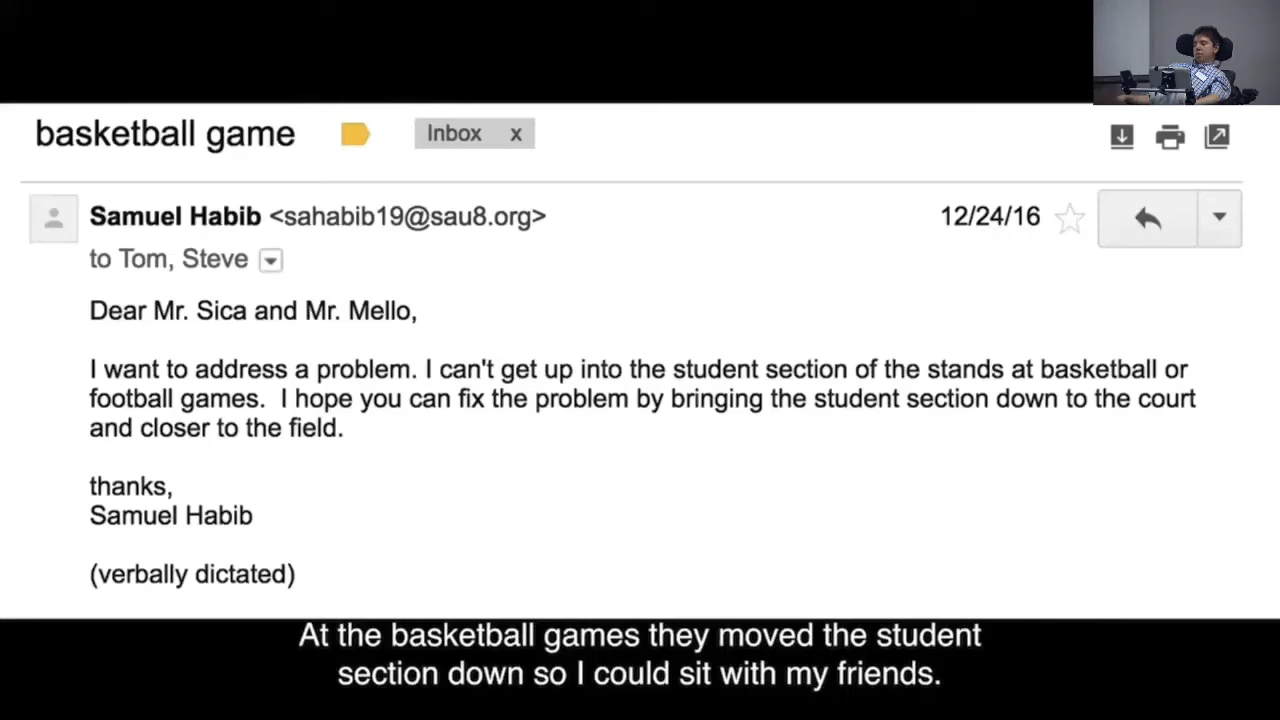 basketball game
Inbox x
Samuel Habib <sahabib19@sau8.org>
12/24/16
to Tom, Steve
Dear Mr. Sica and Mr. Mello,
I want to address a problem. I can't get up into the student section of the stands at basketball or
football games.  I hope you can fix the problem by bringing the student section down to the court
and closer to the field.
thanks,
Samuel Habib
(verbally dictated)
At the basketball games they moved the student
section down so I could sit with my friends.